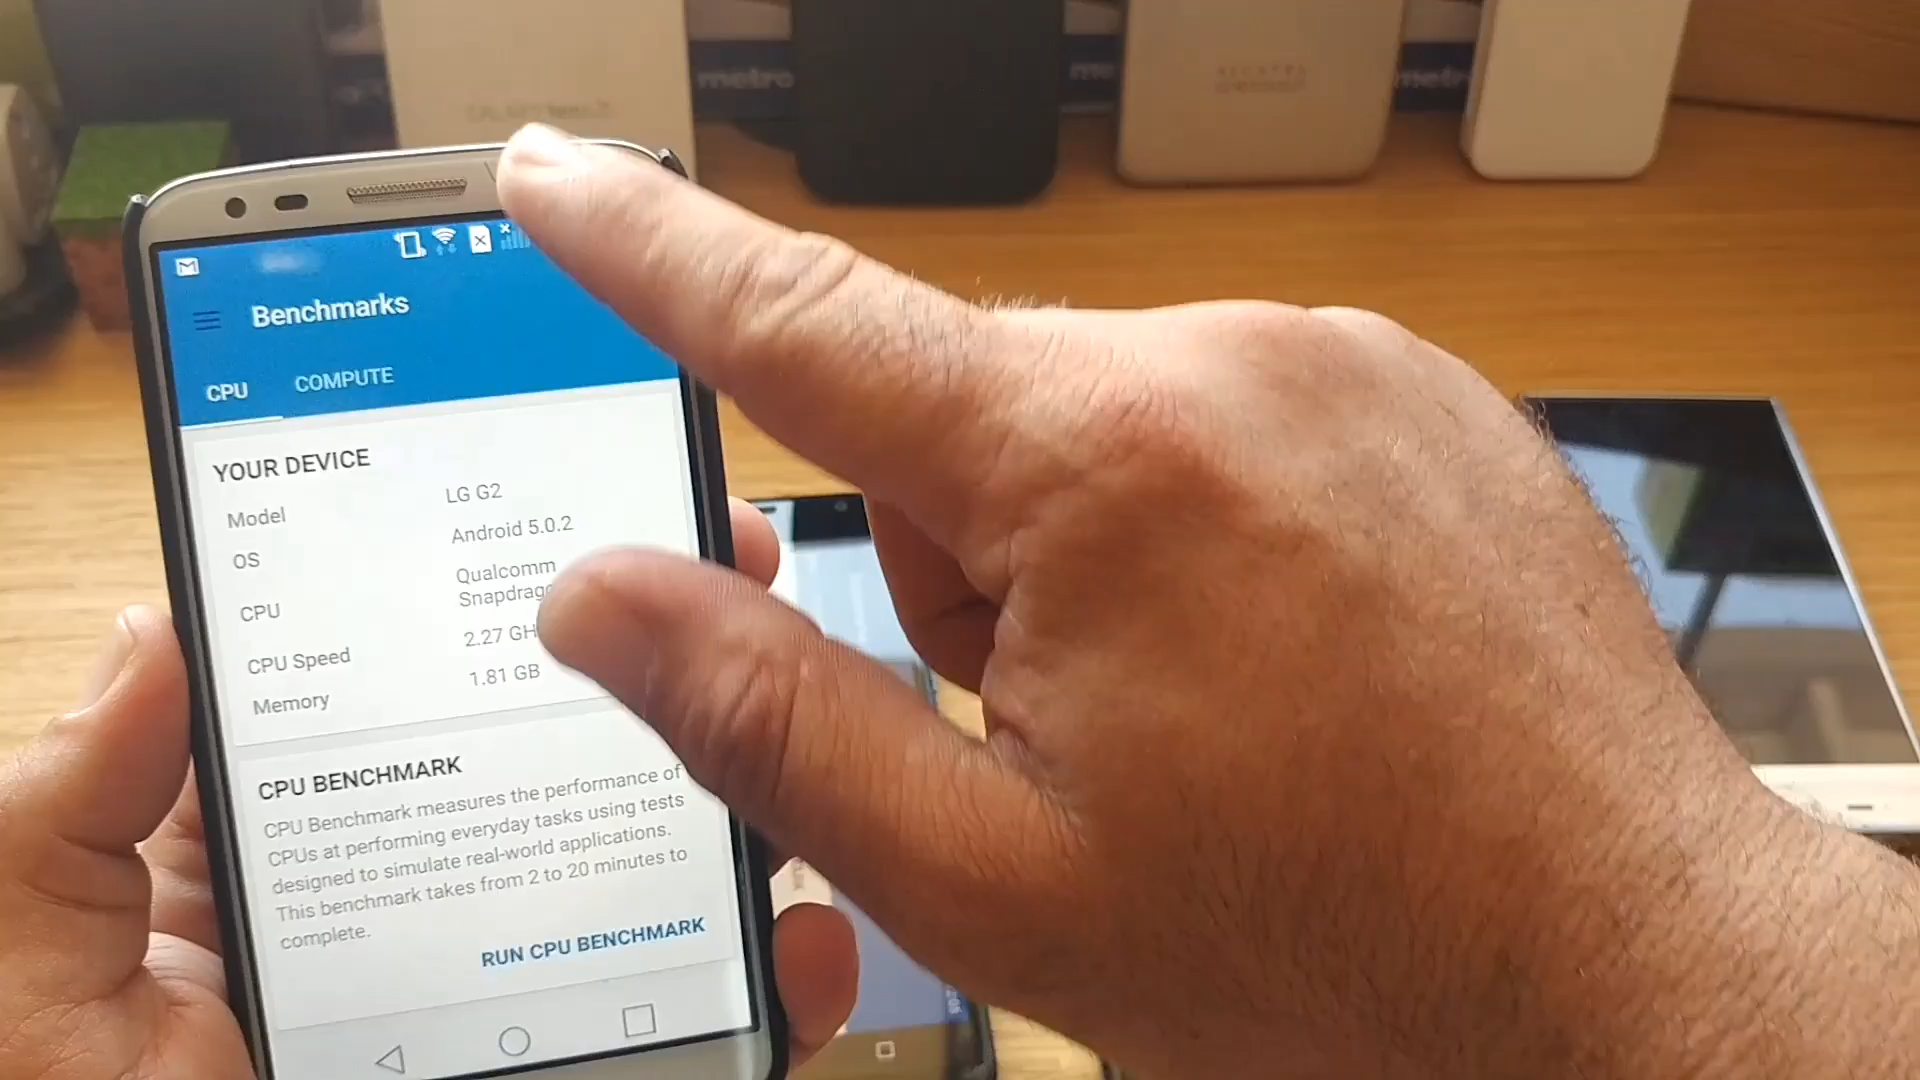 metro
me
metro
ALCATEL
Benchmarks
CPU
COMPUTE
YOUR DEVICE
Model
LG G2
OS
Android 5.0.2
CPU
Qualcomm
CPU Speed
2.27
Memory
1.81 GB
CPU BENCHMARK
CPU Benchmark measures the performance of
CPUs at performing everyday tasks using tests
designed to simulate real-world applications.
This benchmark takes from 2 to 20 minutes to
complete.
RUN CPU BENCHMARK